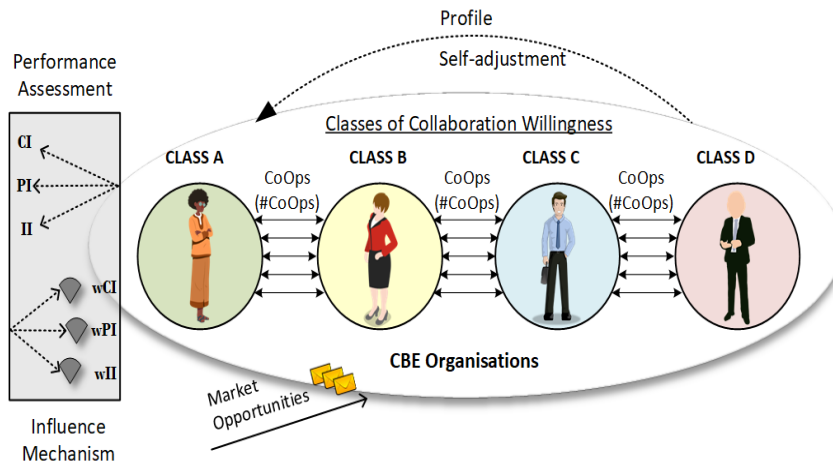 Profile
Self-adjustment
Performance
Assessment
CI
PI
II
wCI
wPI
wII
Influence
Mechanism
Classes of Collaboration Willingness
CLASS A
CLASS B
CLASS C
CLASS D
CoOps
(#CoOps)
CoOps
(#CoOps)
CoOps
(#CoOps)
CBE Organisations
Market
Opportunities